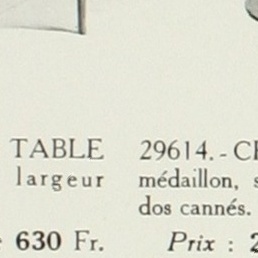 TABLE
largeur
630 Fr.
29614. - C
médaillon,
dos cannés.
Prix :